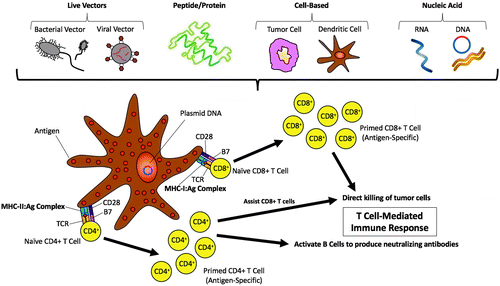 Live Vectors
Peptide/Protein
Cell-Based
Nucleic Acid
Bacterial Vector
Viral Vector
Tumor Cell
Dendritic Cell
RNA
DNA
Plasmid DNA
Antigen
CD28
B7
TCR
CD8+
MHC-I:Ag Complex
Naïve CD8+ T Cell
CD8+
CD8+
CD8+
CD8+
CD8+
CD8+
Primed CD8+ T Cell
(Antigen-Specific)
MHC-II:Ag Complex
CD28
B7
TCR
CD4+
Naïve CD4+ T Cell
CD4+
CD4+
CD4+
CD4+
CD4+
Primed CD4+ T Cell
(Antigen-Specific)
Assist CD8+ T cells
Direct killing of tumor cells
T Cell-Mediated
Immune Response
Activate B Cells to produce neutralizing antibodies